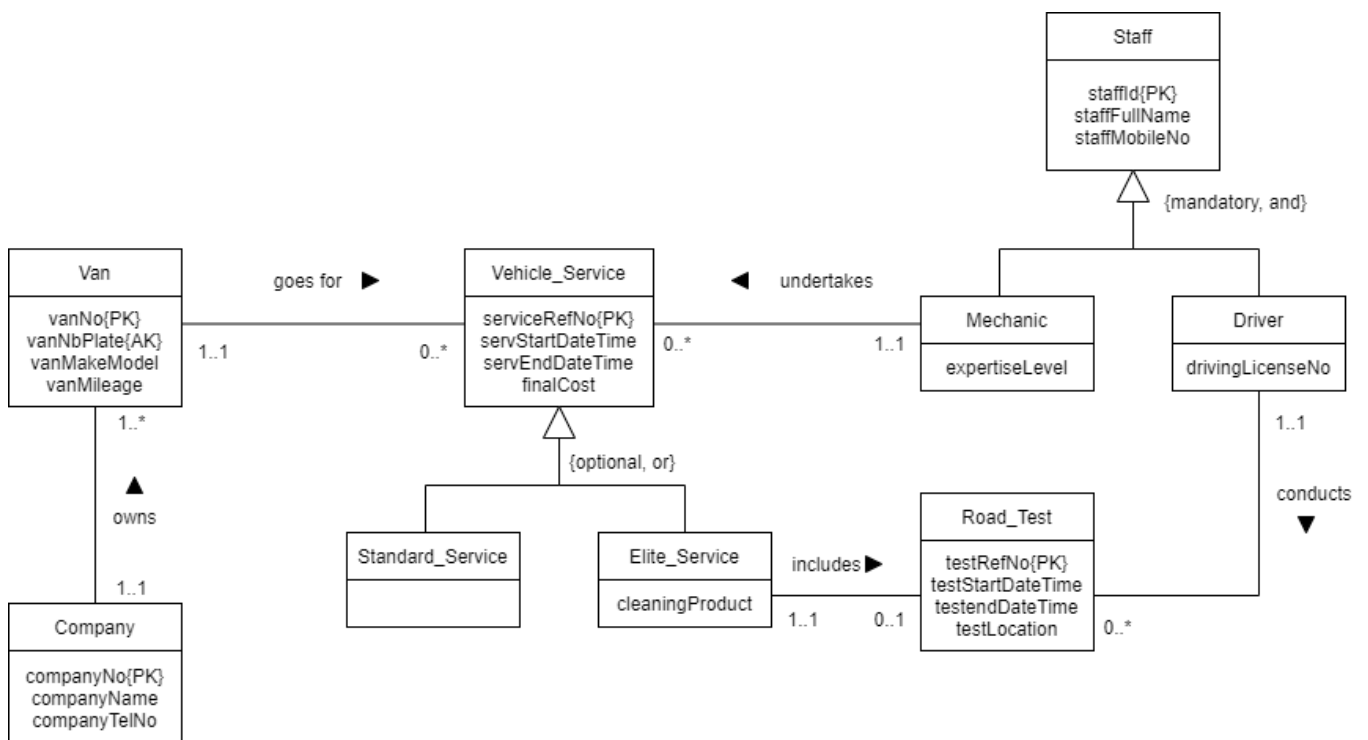 Staff
staffId{PK}
staffFullName
staffMobileNo
{mandatory, and}
Van
vanNo{PK}
vanNbPlate{AK}
vanMakeModel
vanMileage
goes for
1..1
0..*
Vehicle_Service
serviceRefNo{PK}
servStartDateTime
servEndDateTime
finalCost
undertakes
0..*
1..1
Mechanic
expertiseLevel
Driver
drivingLicenseNo
1..*
owns
1..1
{optional, or}
1..1
conducts
Standard_Service
Elite_Service
cleaningProduct
includes
1..1
0..1
Road_Test
testRefNo{PK}
testStartDateTime
testendDateTime
testLocation
0..*
Company
companyNo{PK}
companyName
companyTelNo